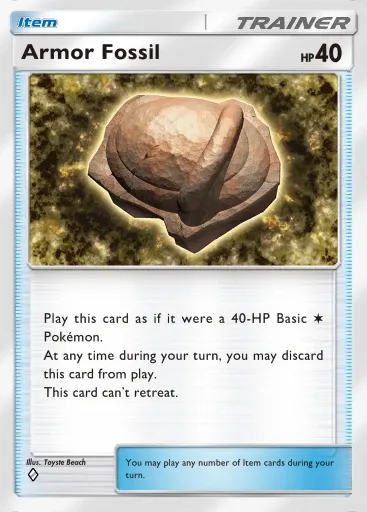 Item
TRAINER
Armor Fossil
HP40
Play this card as if it were a 40-HP Basic ✶
Pokémon.
At any time during your turn, you may discard
this card from play.
This card can't retreat.
Illus. Toyste Beach
You may play any number of Item cards during your
turn.